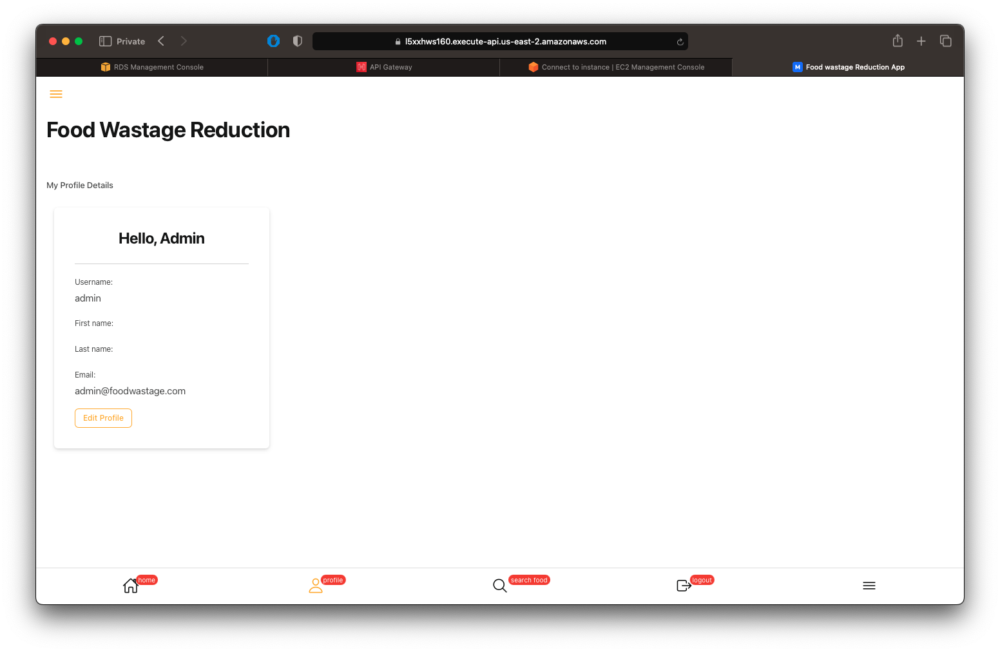 Private
l5xxhws160.execute-api.us-east-2.amazonaws.com
RDS Management Console
API Gateway
Connect to instance | EC2 Management Console
M
Food wastage Reduction App
Food Wastage Reduction
My Profile Details
Hello, Admin
Username:
admin
First name:
Last name:
Email:
admin@foodwastage.com
Edit Profile
home
profile
search food
logout